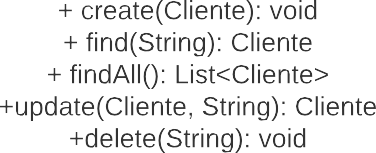 + create(Cliente): void
+ find(String): Cliente
+ findAll(): List<Cliente>
+update(Cliente, String): Cliente
+delete(String): void